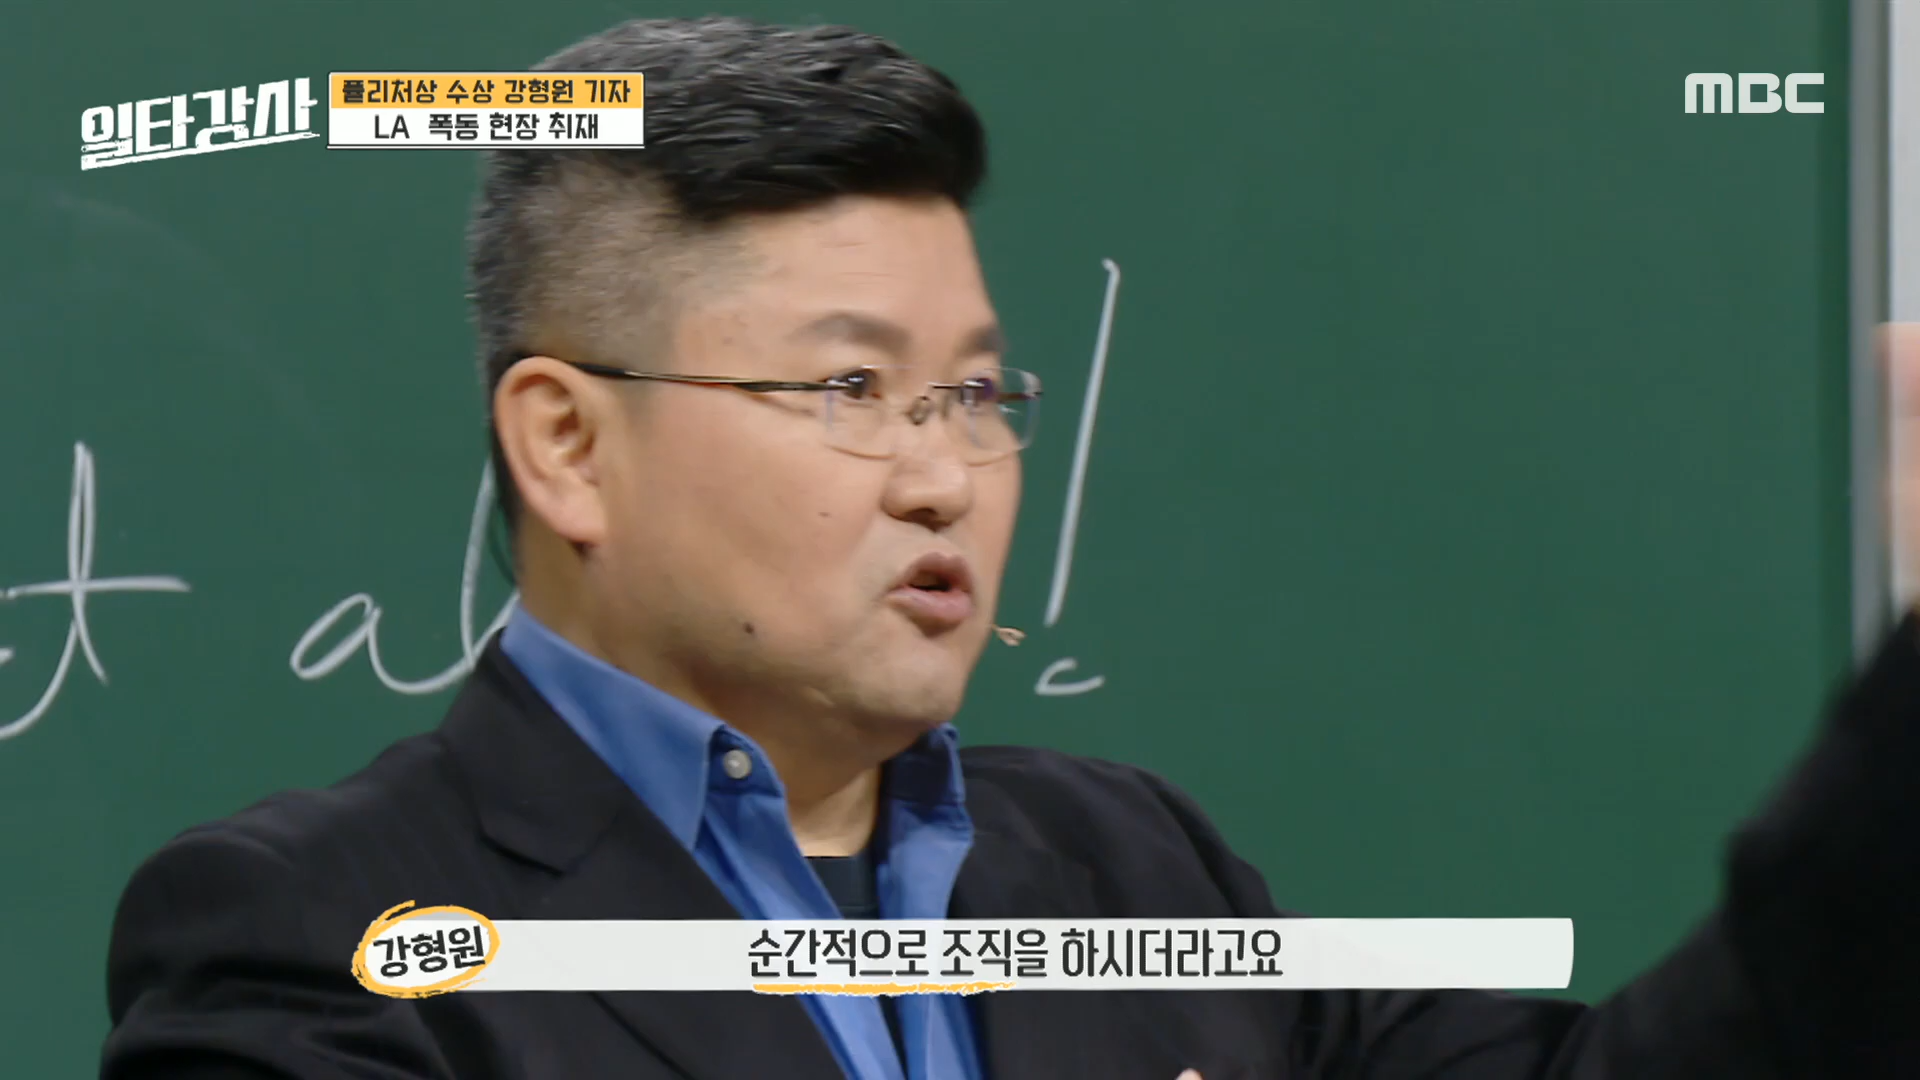 일타강사
퓰리처상 수상 강형원 기자
LA 폭동 현장 취재
MBC
t al !
강형원
순간적으로 조직을 하시더라고요